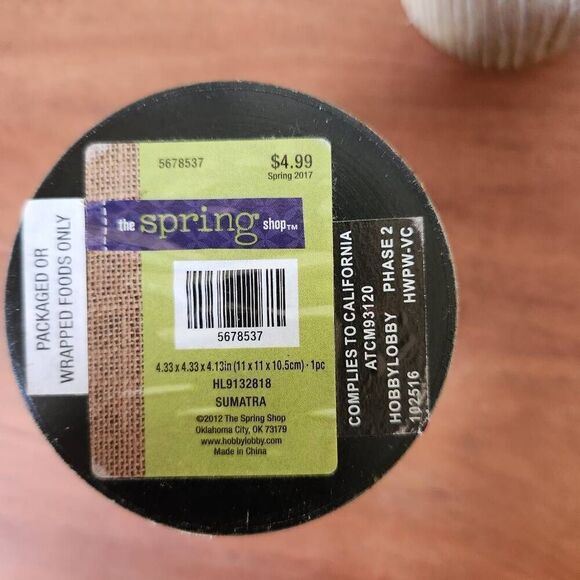 PACKAGED OR
WRAPPED FOODS ONLY
5678537
$4.99
Spring 2017
the spring shop™
5678537
4.33 x 4.33 x 4.13in (11 x 11 x 10.5cm) · 1pc
HL9132818
SUMATRA
©2012 The Spring Shop
Oklahoma City, OK 73179
www.hobbylobby.com
Made in China
COMPLIES TO CALIFORNIA
ATCM93120
HOBBYLOBBY PHASE 2
102516 HWPW-VC